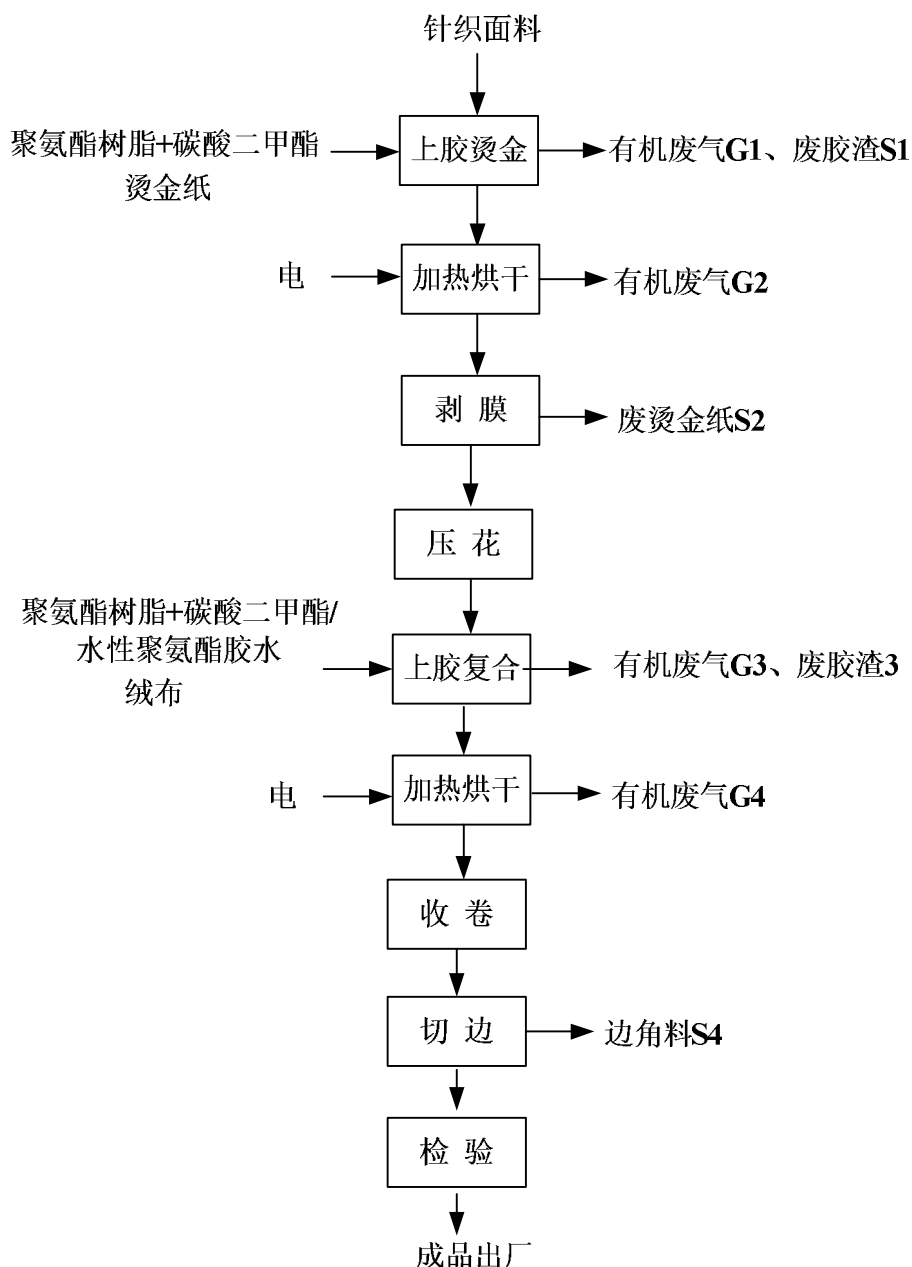 针织面料
聚氨酯树脂+碳酸二甲酯
烫金纸
上胶烫金
有机废气G1、废胶渣S1
电
加热烘干
有机废气G2
剥 膜
废烫金纸S2
压 花
聚氨酯树脂+碳酸二甲酯/
水性聚氨酯胶水
绒布
上胶复合
有机废气G3、废胶渣3
电
加热烘干
有机废气G4
收 卷
切 边
边角料S4
检 验
成品出厂